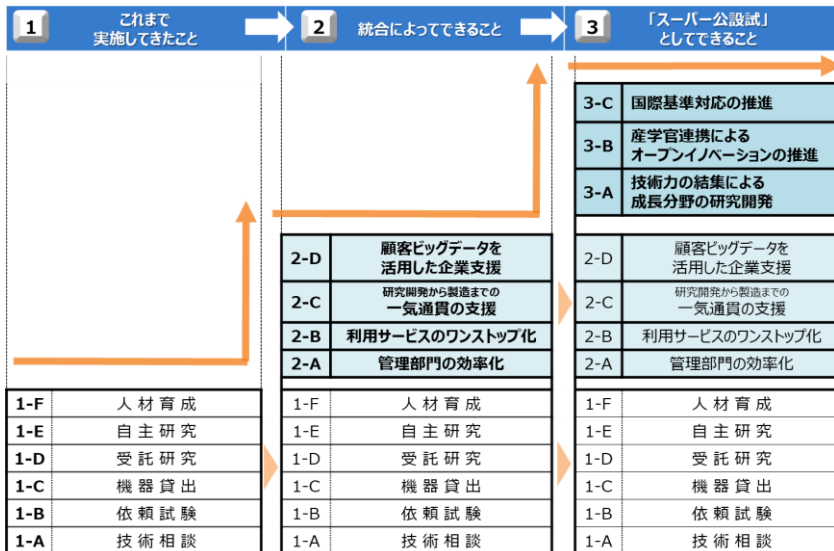 1
これまで
実施してきたこと
2
統合によってできること
3
「スーパー公設試」
としてできること
3-C 国際基準対応の推進
3-B 産学官連携による
オープンイノベーションの推進
3-A 技術力の結集による
成長分野の研究開発
2-D 顧客ビッグデータを
活用した企業支援
2-C 研究開発から製造までの
一気通貫の支援
2-B 利用サービスのワンストップ化
2-A 管理部門の効率化
2-D 顧客ビッグデータを
活用した企業支援
2-C 研究開発から製造までの
一気通貫の支援
2-B 利用サービスのワンストップ化
2-A 管理部門の効率化
1-F 人材育成
1-E 自主研究
1-D 受託研究
1-C 機器貸出
1-B 依頼試験
1-A 技術相談
1-F 人材育成
1-E 自主研究
1-D 受託研究
1-C 機器貸出
1-B 依頼試験
1-A 技術相談
1-F 人材育成
1-E 自主研究
1-D 受託研究
1-C 機器貸出
1-B 依頼試験
1-A 技術相談